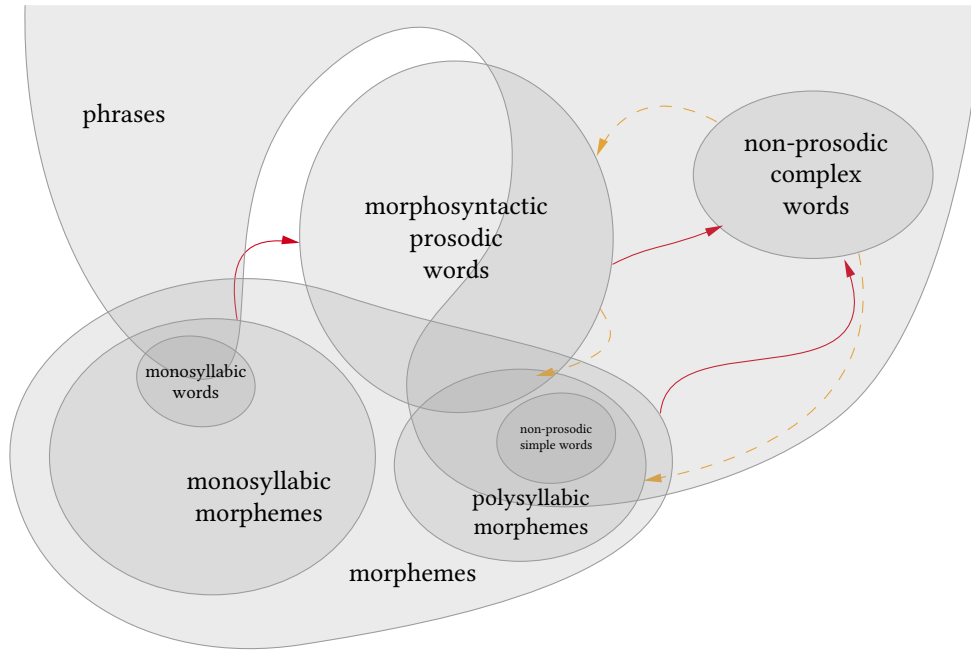 phrases
non-prosodic
complex
words
morphosyntactic
prosodic
words
monosyllabic
words
non-prosodic
simple words
monosyllabic
morphemes
polysyllabic
morphemes
morphemes